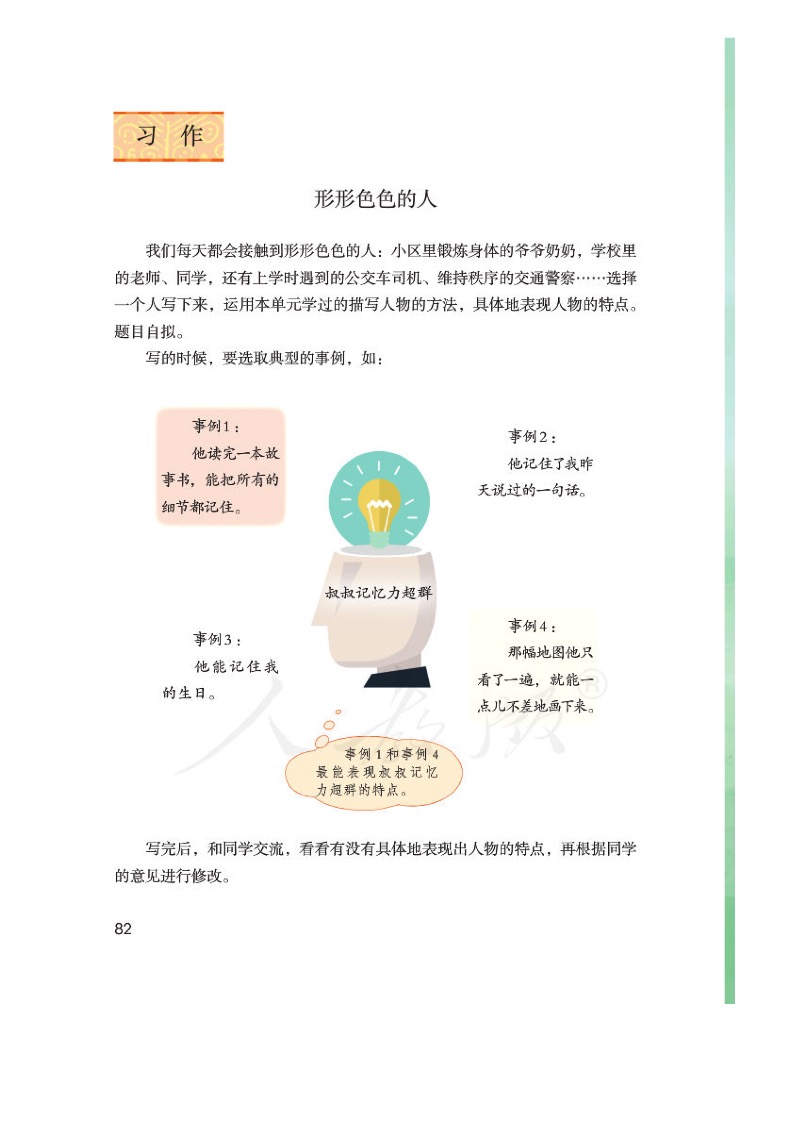 习 作
形形色色的人
我们每天都会接触到形形色色的人：小区里锻炼身体的爷爷奶奶，学校里
的老师、同学，还有上学时遇到的公交车司机、维持秩序的交通警察……选择
一个人写下来，运用本单元学过的描写人物的方法，具体地表现人物的特点。
题目自拟。
写的时候，要选取典型的事例，如：
事例1：
他读完一本故
事书，能把所有的
细节都记住。
事例2：
他记住了我昨
天说过的一句话。
叔叔记忆力超群
事例3：
他能记住我
的生日。
事例4：
那幅地图他只
看了一遍，就能一
点儿不差地画下来。
人教版®
事例1和事例4
最能表现叔叔记忆
力超群的特点。
写完后，和同学交流，看看有没有具体地表现出人物的特点，再根据同学
的意见进行修改。
82